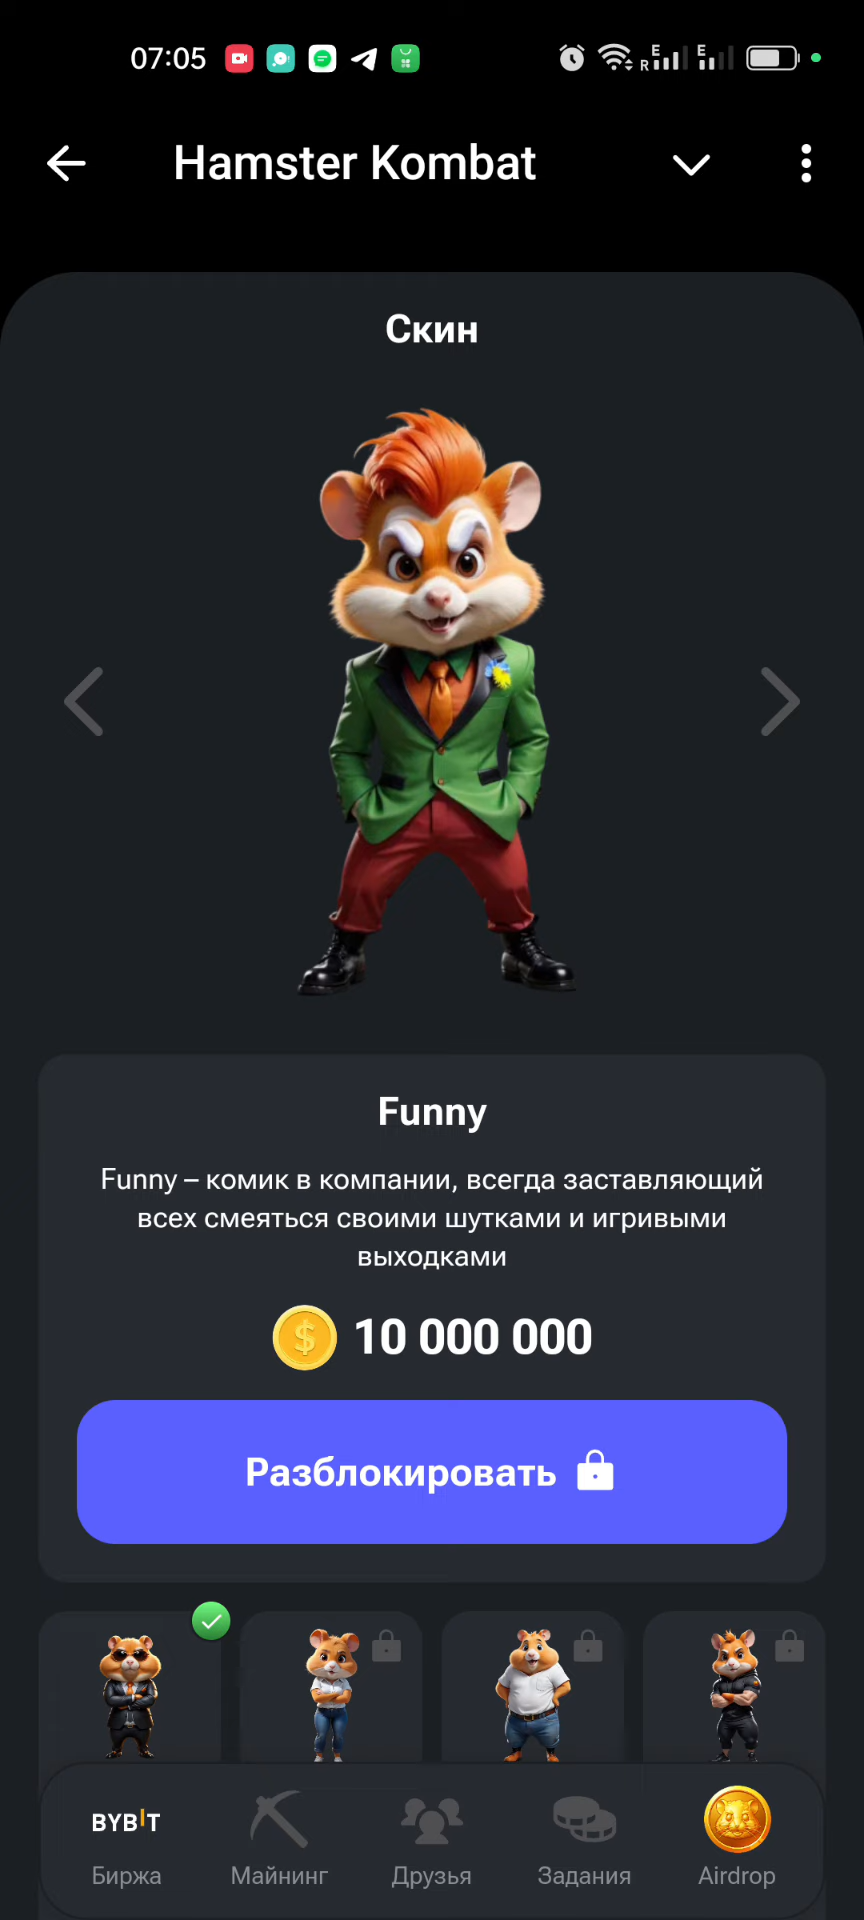 07:05
R E E
Hamster Kombat
Скин
Funny
Funny – комик в компании, всегда заставляющий
всех смеяться своими шутками и игривыми
выходками
$ 10 000 000
Разблокировать
BYBIT
Биржа Майнинг Друзья Задания Airdrop